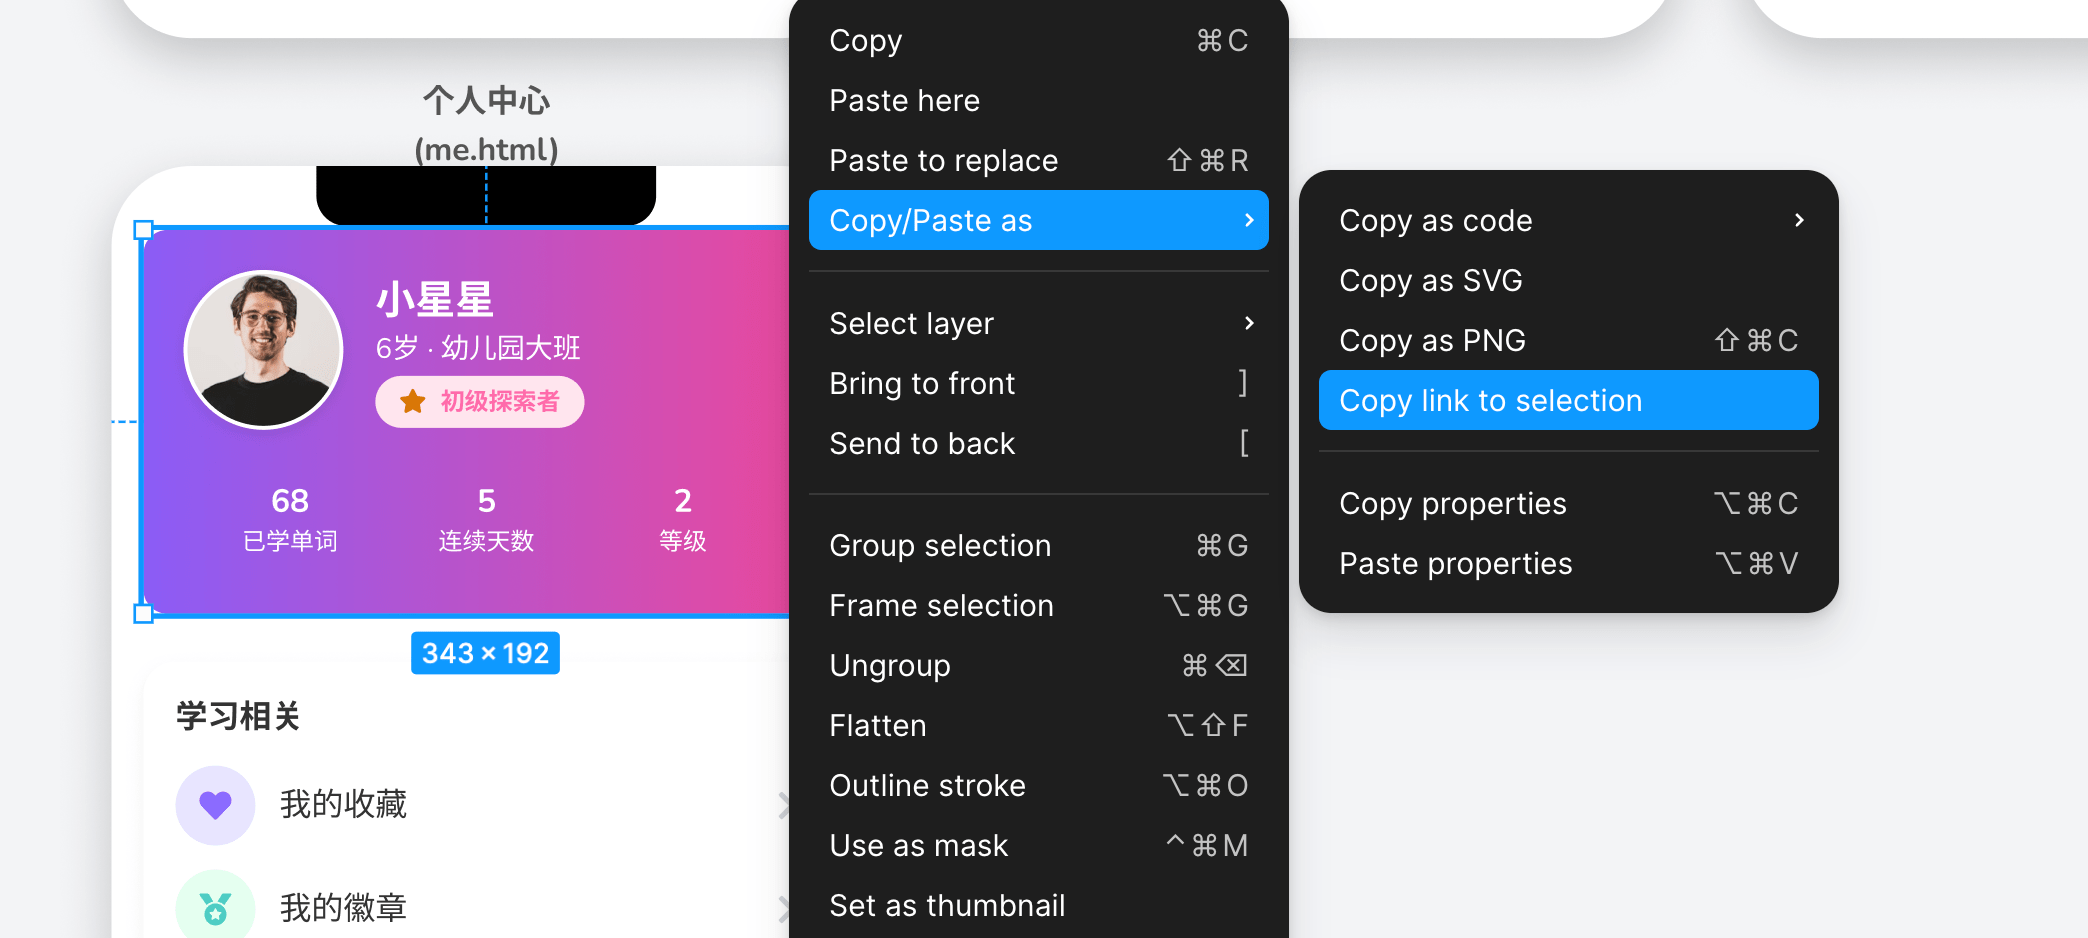 个人中心
(me.html)
小星星
6岁 · 幼儿园大班
初级探索者
68
已学单词
5
连续天数
2
等级
343 × 192
学习相关
我的收藏
我的徽章
Copy ⌘C
Paste here
Paste to replace ⇧⌘R
Copy/Paste as
Select layer
Bring to front ]
Send to back [
Group selection ⌘G
Frame selection ⌥⌘G
Ungroup ⌘⌫
Flatten ⌥⇧F
Outline stroke ⌥⌘O
Use as mask ^⌘M
Set as thumbnail
Copy as code
Copy as SVG
Copy as PNG ⇧⌘C
Copy link to selection
Copy properties ⌥⌘C
Paste properties ⌥⌘V